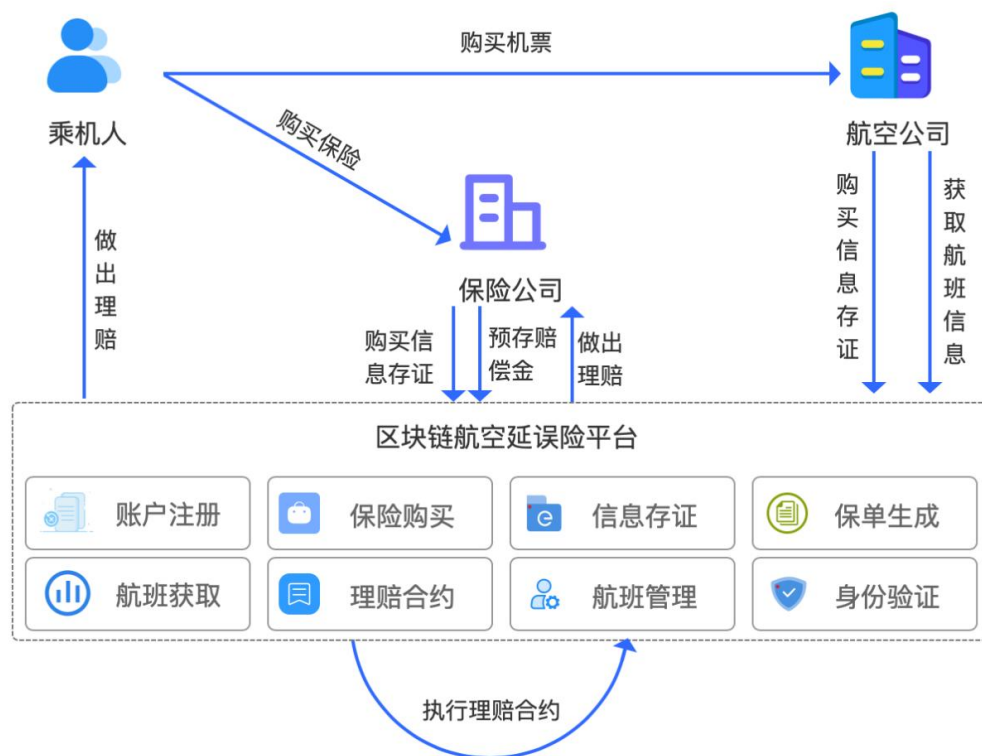 购买机票
乘机人
航空公司
购买保险
保险公司
做出理赔
购买信
息存证
预存赔
偿金
做出
理赔
购买信息存证
获取航班信息
区块链航空延误险平台
账户注册
保险购买
信息存证
保单生成
航班获取
理赔合约
航班管理
身份验证
执行理赔合约